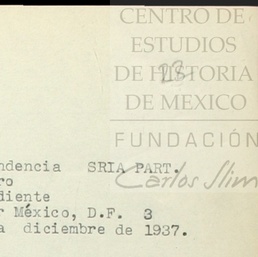 CENTRO DE
ESTUDIOS
DE HISTORIA
DE MEXICO
FUNDACIÓN
Carlos Slim
23
ndencia SRIA PART.
ro
diente
r México, D.F. 3
a diciembre de 1937.